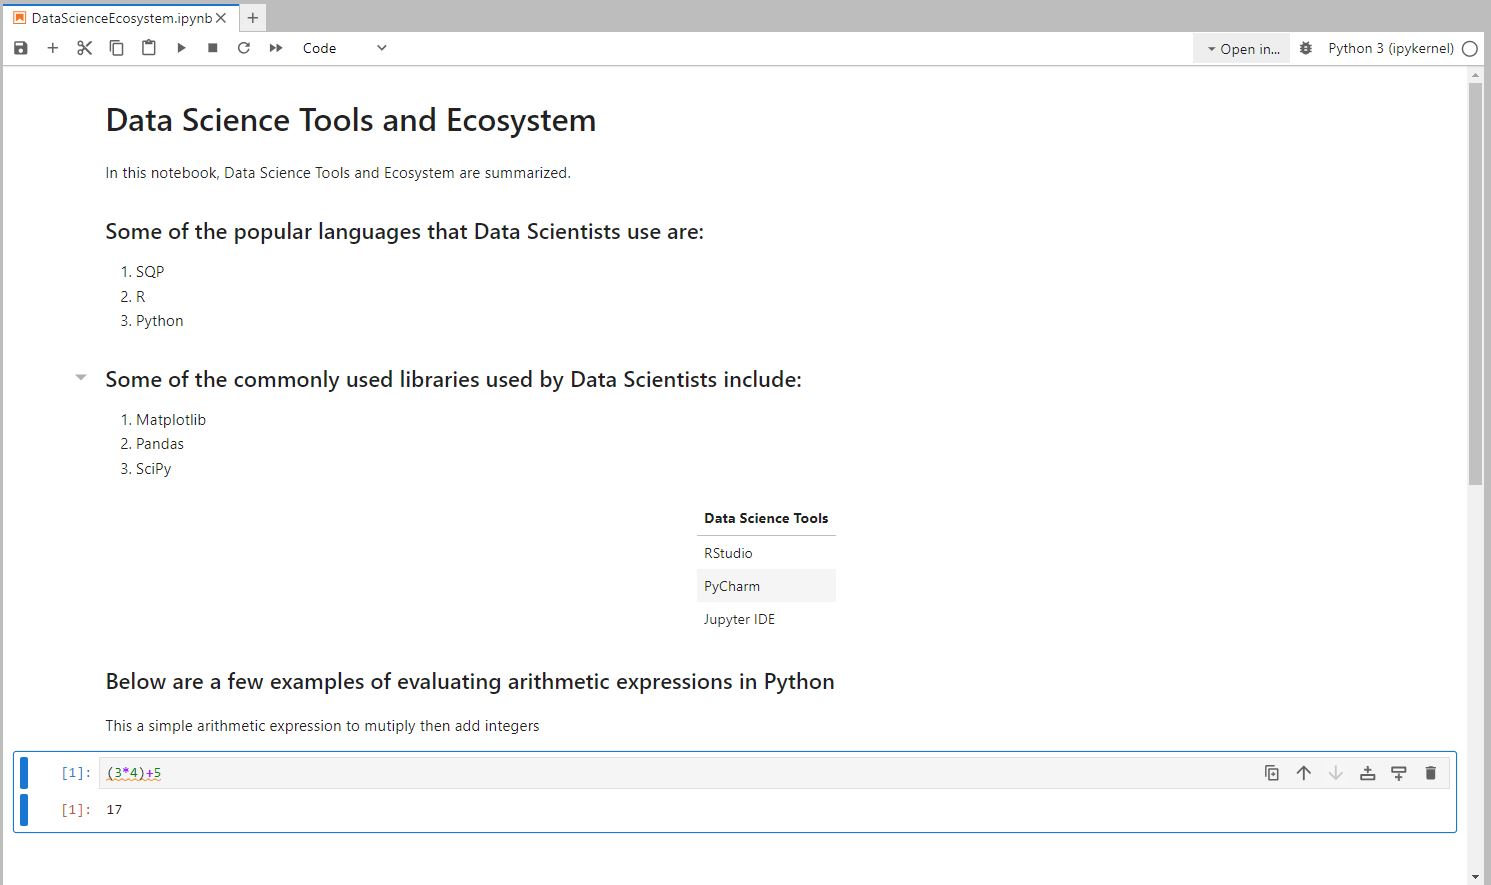 DataScienceEcosystem.ipynb
Code
Open in...
Python 3 (ipykernel)
Data Science Tools and Ecosystem
In this notebook, Data Science Tools and Ecosystem are summarized.
Some of the popular languages that Data Scientists use are:
1. SQP
2. R
3. Python
Some of the commonly used libraries used by Data Scientists include:
1. Matplotlib
2. Pandas
3. SciPy
Data Science Tools
RStudio
PyCharm
Jupyter IDE
Below are a few examples of evaluating arithmetic expressions in Python
This a simple arithmetic expression to mutiply then add integers
[1]: (3*4)+5
[1]: 17